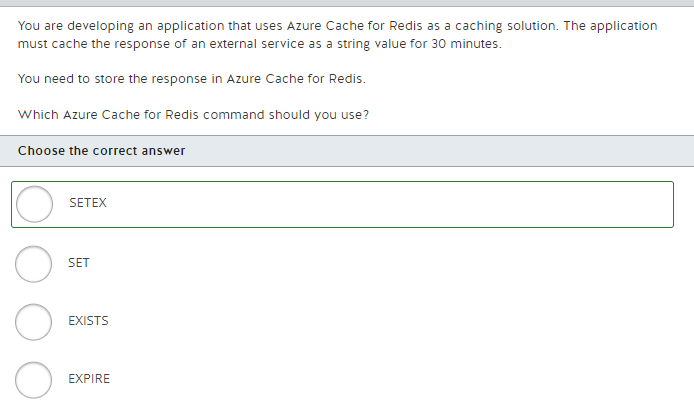 You are developing an application that uses Azure Cache for Redis as a caching solution. The application
must cache the response of an external service as a string value for 30 minutes.
You need to store the response in Azure Cache for Redis.
Which Azure Cache for Redis command should you use?
Choose the correct answer
SETEX
SET
EXISTS
EXPIRE